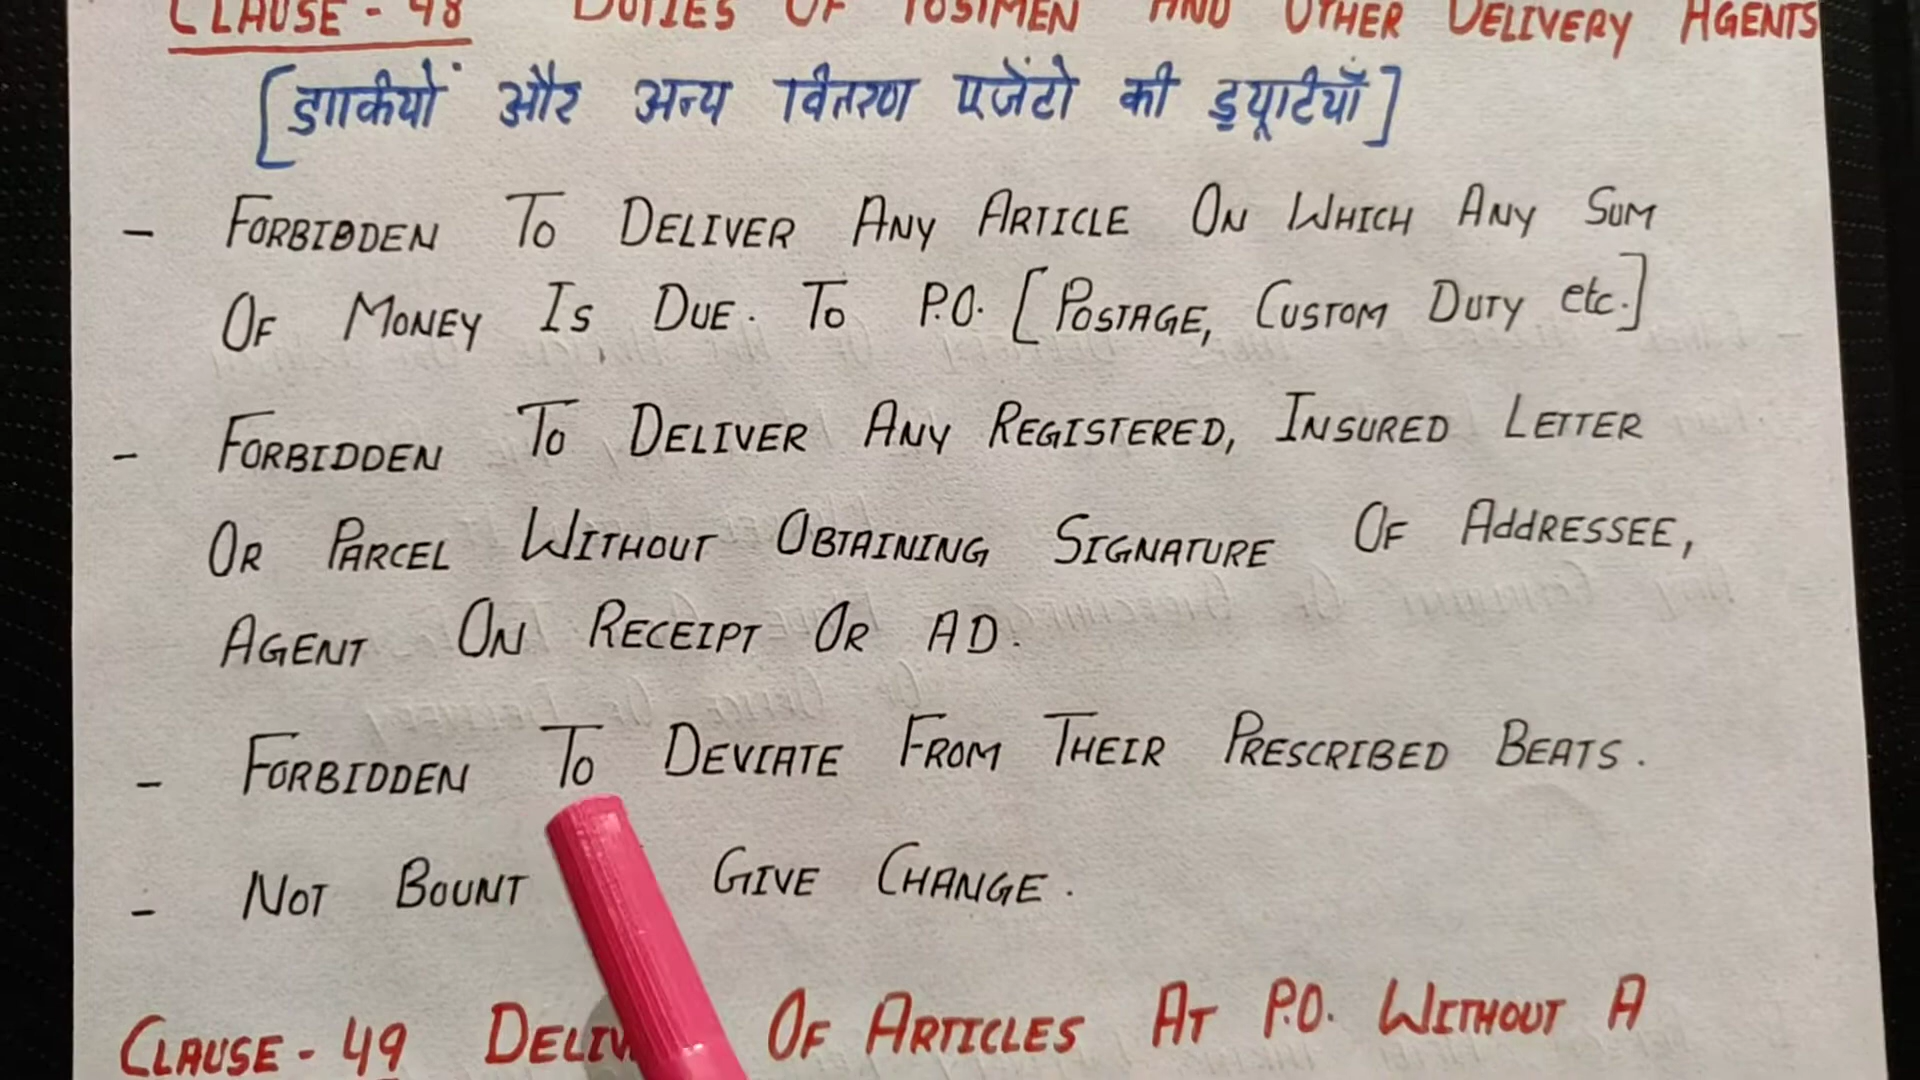 CLAUSE - 48 DUTIES OF POSTMEN AND OTHER DELIVERY AGENTS
[डाकीयों और अन्य वितरण एजेंटो की ड्यूटीयाँ]
- FORBIDDEN TO DELIVER ANY ARTICLE ON WHICH ANY SUM
OF MONEY IS DUE. TO P.O. [POSTAGE, CUSTOM DUTY etc.]
- FORBIDDEN TO DELIVER ANY REGISTERED, INSURED LETTER
OR PARCEL WITHOUT OBTAINING SIGNATURE OF ADDRESSEE,
AGENT ON RECEIPT OR AD.
- FORBIDDEN TO DEVIATE FROM THEIR PRESCRIBED BEATS.
- NOT BOUNT GIVE CHANGE.
CLAUSE - 49 OF ARTICLES AT P.O. WITHOUT A